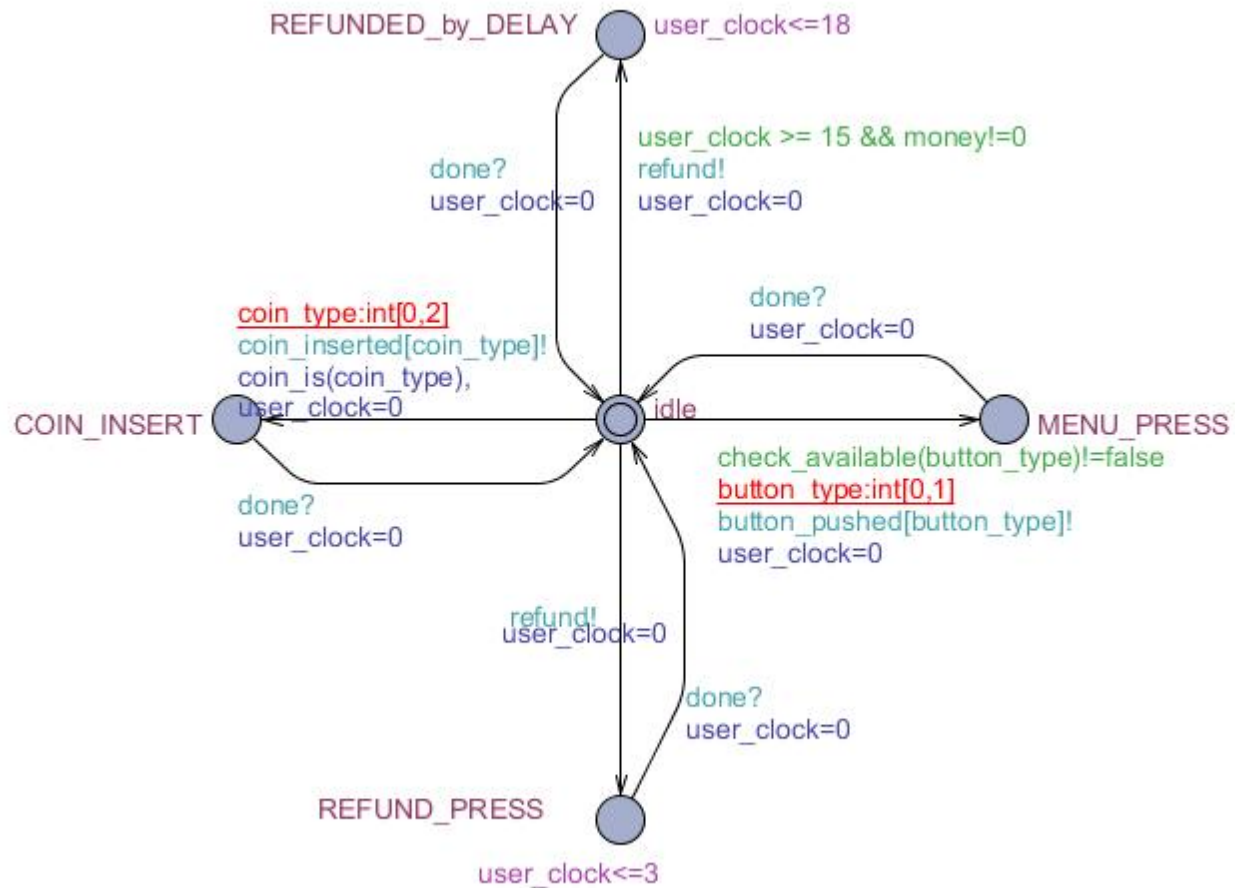 REFUNDED_by_DELAY
user_clock<=18
user_clock >= 15 && money!=0
refund!
user_clock=0
done?
user_clock=0
coin_type:int[0,2]
coin_inserted[coin_type]!
coin_is(coin_type),
user_clock=0
done?
user_clock=0
COIN_INSERT
idle
MENU_PRESS
check_available(button_type)!=false
button_type:int[0,1]
button_pushed[button_type]!
user_clock=0
done?
user_clock=0
refund!
user_clock=0
done?
user_clock=0
REFUND_PRESS
user_clock<=3